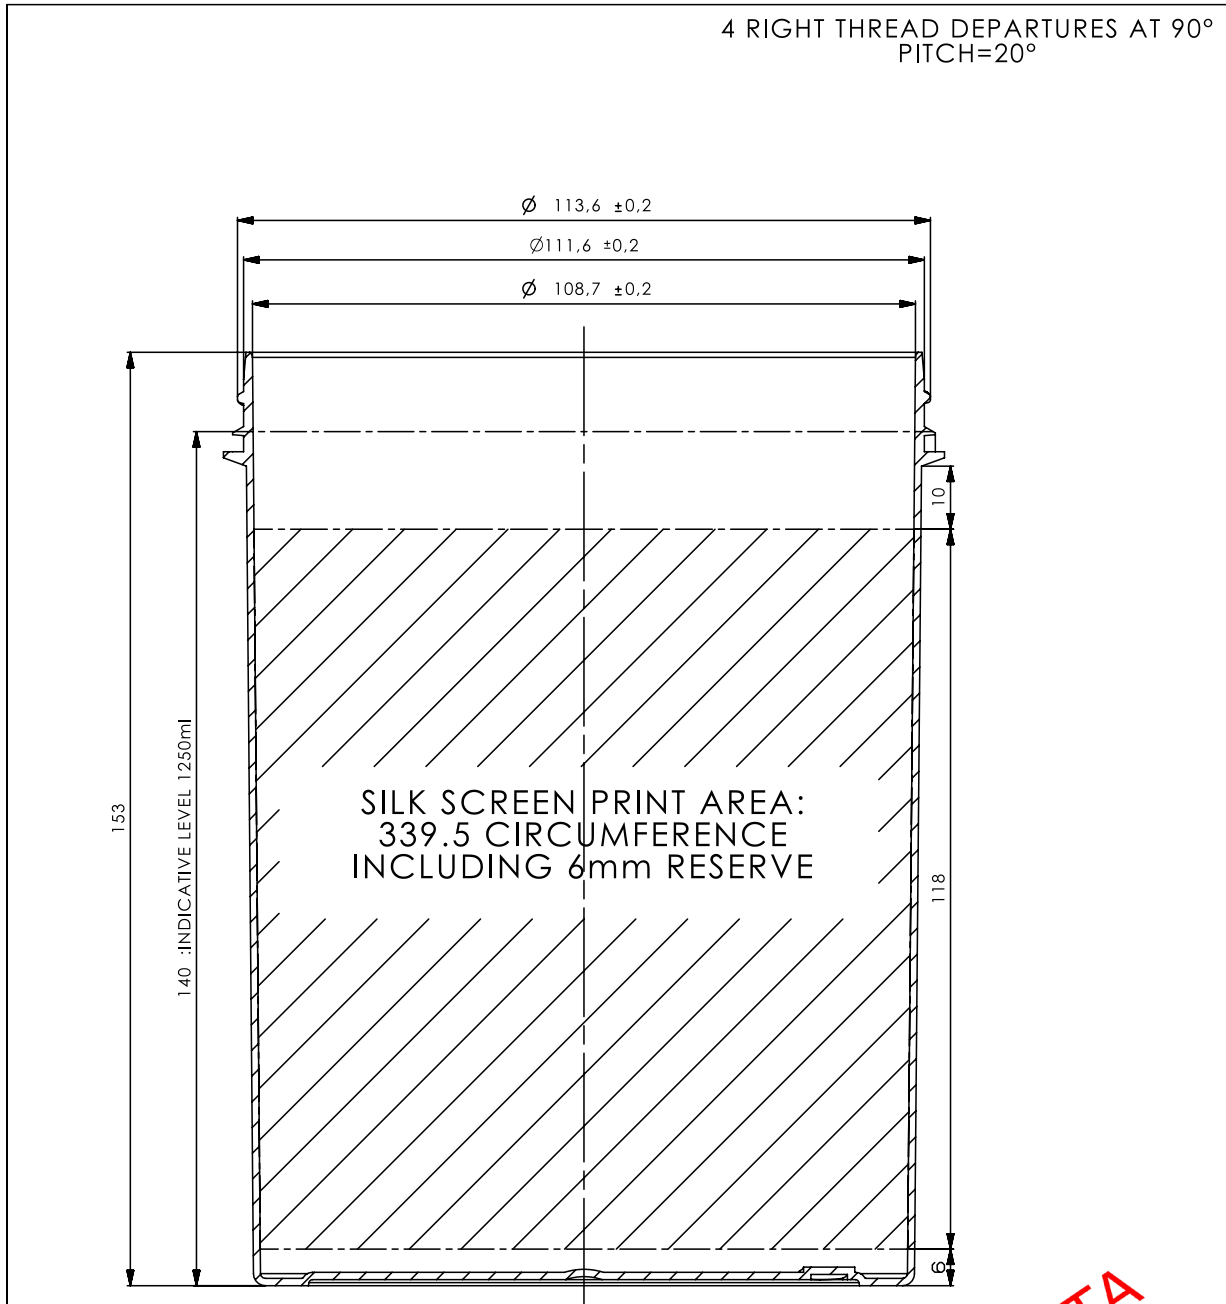 4 RIGHT THREAD DEPARTURES AT 90°
PITCH=20°
Ø 113,6 ±0,2
Ø111,6 ±0,2
Ø 108,7 ±0,2
10
153
140 :INDICATIVE LEVEL 1250ml
SILK SCREEN PRINT AREA:
339.5 CIRCUMFERENCE
INCLUDING 6mm RESERVE
118
6
TA